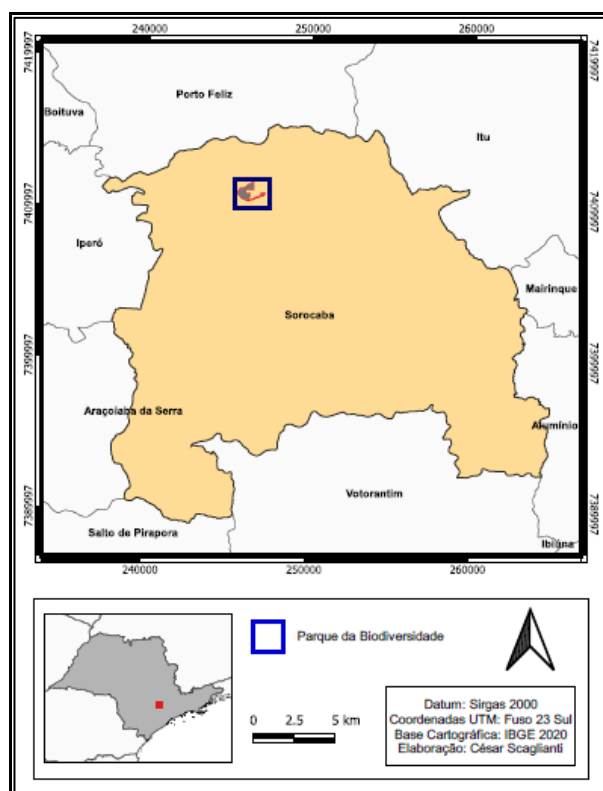 240000 250000 260000
7419997 7419997
Porto Feliz
Boituva
Itu
7409997 7409997
Iperó
Mairinque
Sorocaba
7399997 7399997
Araçoiaba da Serra
Alumínio
Votorantim
7389997 7389997
Salto de Pirapora
Ibiúna
240000 250000 260000
Parque da Biodiversidade
0 2.5 5 km
Datum: Sirgas 2000
Coordenadas UTM: Fuso 23 Sul
Base Cartográfica: IBGE 2020
Elaboração: César Scaglianti